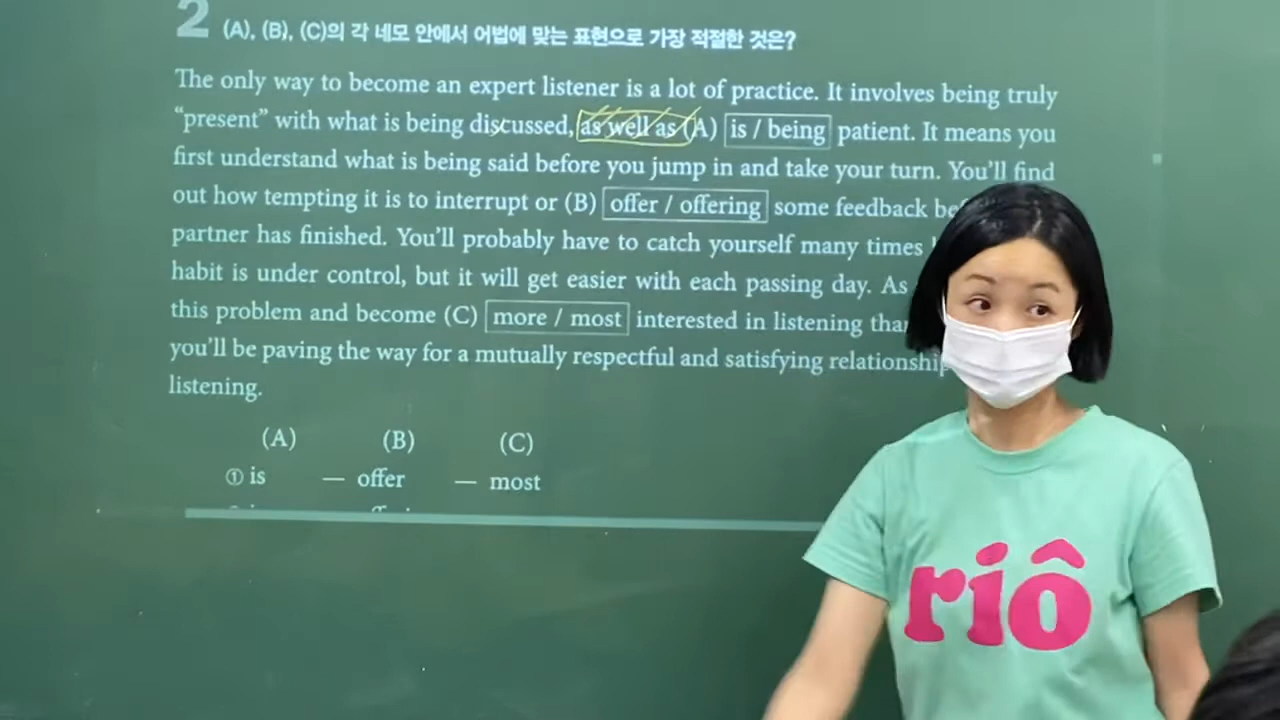 2 (A), (B), (C)의 각 네모 안에서 어법에 맞는 표현으로 가장 적절한 것은?
The only way to become an expert listener is a lot of practice. It involves being truly
“present” with what is being discussed, as well as (A) is / being patient. It means you
first understand what is being said before you jump in and take your turn. You’ll find
out how tempting it is to interrupt or (B) offer / offering some feedback
partner has finished. You’ll probably have to catch yourself many times
habit is under control, but it will get easier with each passing day. As
this problem and become (C) more / most interested in listening
you’ll be paving the way for a mutually respectful and satisfying
listening.
(A) (B) (C)
① is — offer — most
riô